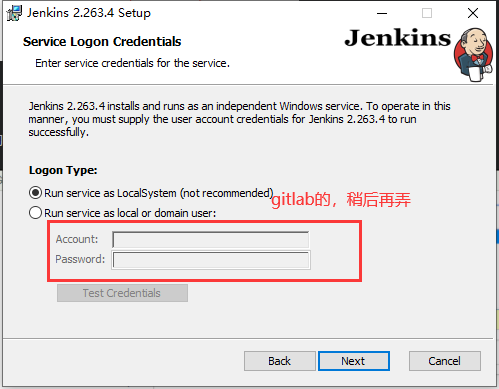 Jenkins 2.263.4 Setup
Service Logon Credentials
Enter service credentials for the service.
Jenkins
Jenkins 2.263.4 installs and runs as an independent Windows service. To operate in this
manner, you must supply the user account credentials for Jenkins 2.263.4 to run
successfully.
Logon Type:
Run service as LocalSystem (not recommended)
gitlab的，稍后再弄
Run service as local or domain user:
Account:
Password:
Test Credentials
Back
Next
Cancel